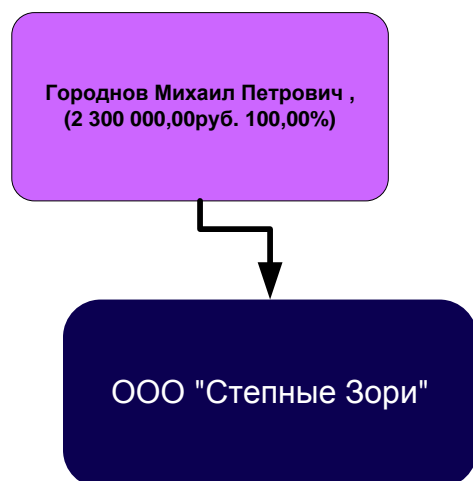 Городнов Михаил Петрович ,
(2 300 000,00руб. 100,00%)
ООО "Степные Зори"